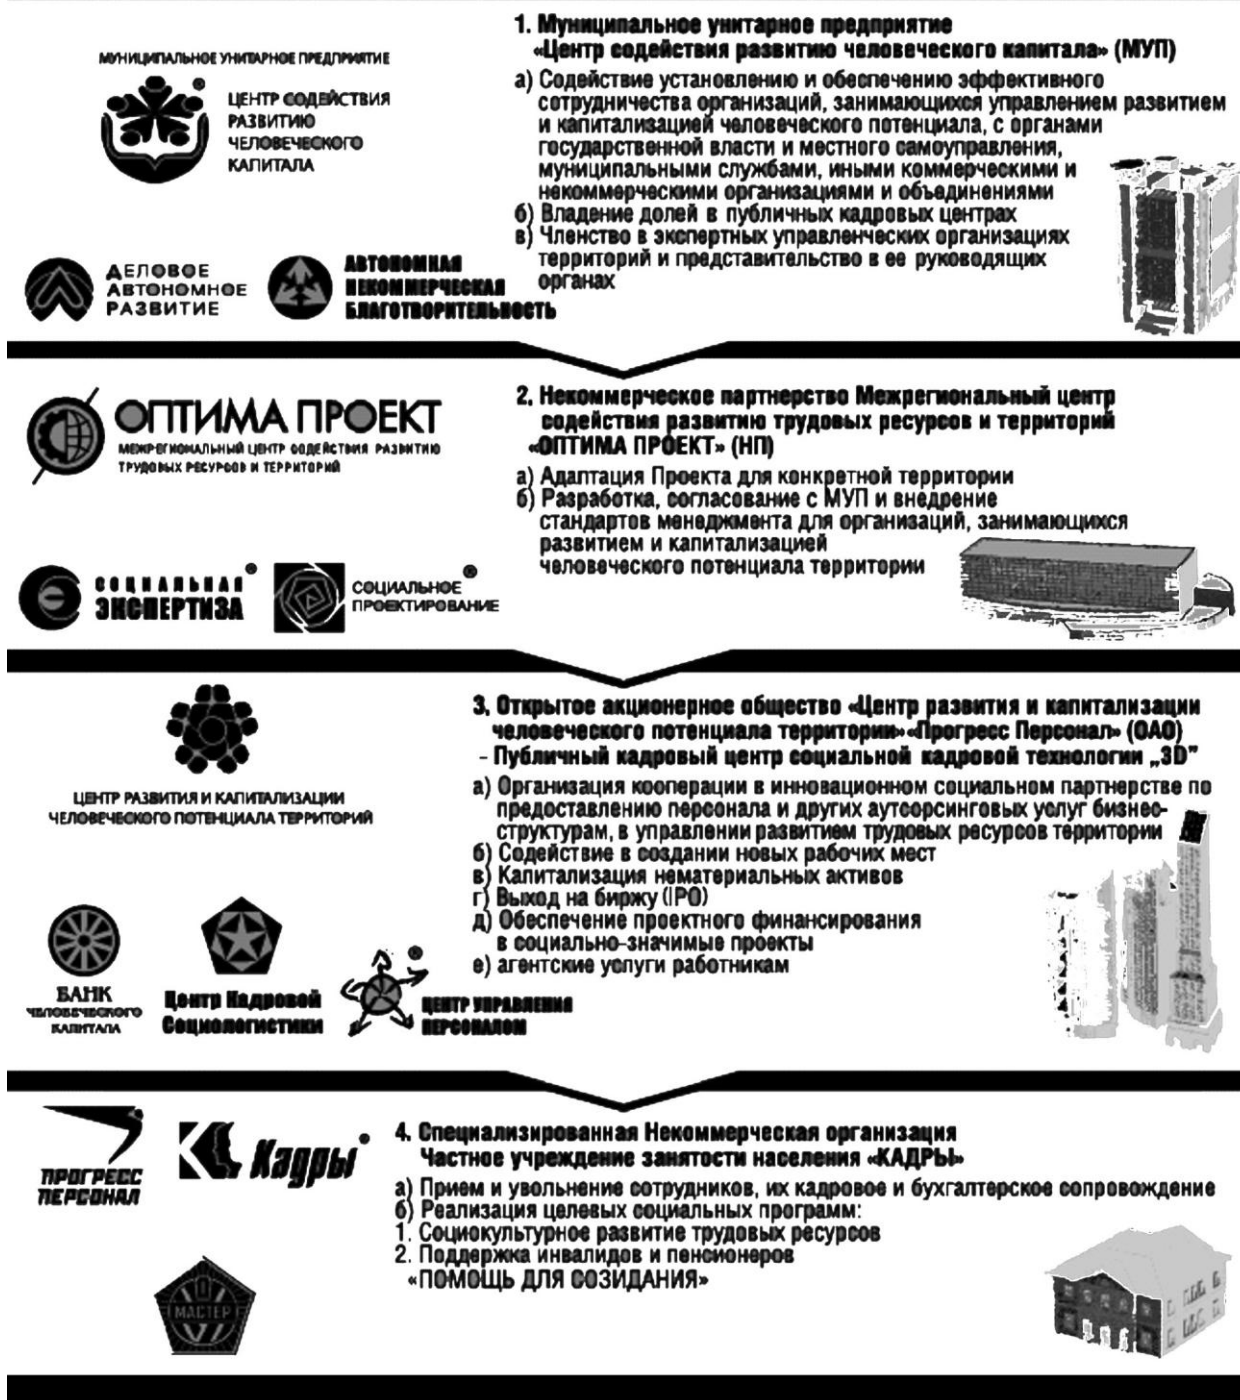 МУНИЦИПАЛЬНОЕ УНИТАРНОЕ ПРЕДПРИЯТИЕ
ЦЕНТР СОДЕЙСТВИЯ
РАЗВИТИЮ
ЧЕЛОВЕЧЕСКОГО
КАПИТАЛА
ДЕЛОВОЕ
АВТОНОМНОЕ
РАЗВИТИЕ
АВТОНОМНАЯ
НЕКОММЕРЧЕСКАЯ
БЛАГОТВОРИТЕЛЬНОСТЬ
1. Муниципальное унитарное предприятие
«Центр содействия развитию человеческого капитала» (МУП)
а) Содействие установлению и обеспечению эффективного
сотрудничества организаций, занимающихся управлением развитием
и капитализацией человеческого потенциала, с органами
государственной власти и местного самоуправления,
муниципальными службами, иными коммерческими и
некоммерческими организациями и объединениями
б) Владение долей в публичных кадровых центрах
в) Членство в экспертных управленческих организациях
территорий и представительство в ее руководящих
органах
ОПТИМА ПРОЕКТ
МЕЖРЕГИОНАЛЬНЫЙ ЦЕНТР СОДЕЙСТВИЯ РАЗВИТИЮ
ТРУДОВЫХ РЕСУРСОВ И ТЕРРИТОРИЙ
СОЦИАЛЬНАЯ ®
ЭКСПЕРТИЗА
СОЦИАЛЬНОЕ ®
ПРОЕКТИРОВАНИЕ
2. Некоммерческое партнерство Межрегиональный центр
содействия развитию трудовых ресурсов и территорий
«ОПТИМА ПРОЕКТ» (НП)
а) Адаптация Проекта для конкретной территории
б) Разработка, согласование с МУП и внедрение
стандартов менеджмента для организаций, занимающихся
развитием и капитализацией
человеческого потенциала территории
ЦЕНТР РАЗВИТИЯ И КАПИТАЛИЗАЦИИ
ЧЕЛОВЕЧЕСКОГО ПОТЕНЦИАЛА ТЕРРИТОРИЙ
БАНК
ЧЕЛОВЕЧЕСКОГО
КАПИТАЛА
Центр Кадровой
Социологистики
®
ЦЕНТР УПРАВЛЕНИЯ
ПЕРСОНАЛОМ
3. Открытое акционерное общество «Центр развития и капитализации
человеческого потенциала территории» «Прогресс Персонал» (ОАО)
- Публичный кадровый центр социальной кадровой технологии „3D”
а) Организация кооперации в инновационном социальном партнерстве по
предоставлению персонала и других аутсорсинговых услуг бизнес-
структурам, в управлении развитием трудовых ресурсов территории
б) Содействие в создании новых рабочих мест
в) Капитализация нематериальных активов
г) Выход на биржу (IPO)
д) Обеспечение проектного финансирования
в социально-значимые проекты
е) агентские услуги работникам
ПРОГРЕСС
ПЕРСОНАЛ
Кадры ®
МАСТЕР
4. Специализированная Некоммерческая организация
Частное учреждение занятости населения «КАДРЫ»
а) Прием и увольнение сотрудников, их кадровое и бухгалтерское сопровождение
б) Реализация целевых социальных программ:
1. Социокультурное развитие трудовых ресурсов
2. Поддержка инвалидов и пенсионеров
«ПОМОЩЬ ДЛЯ СОЗИДАНИЯ»